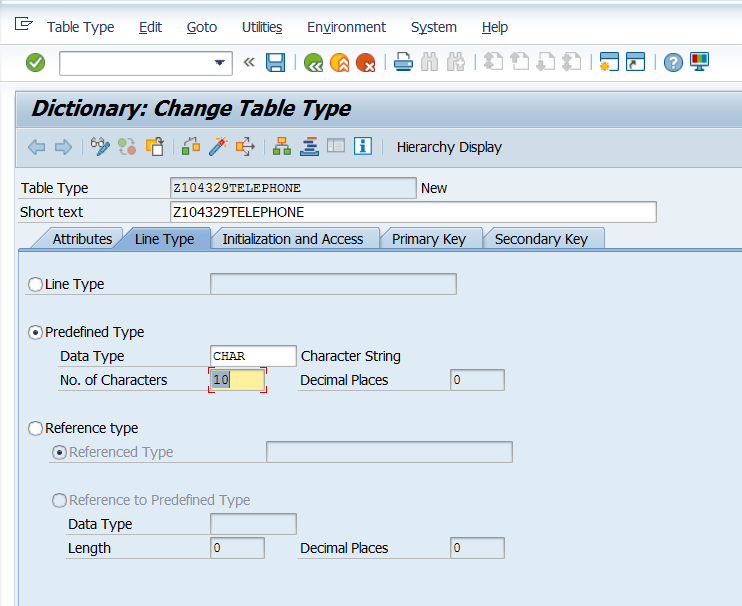 Table Type Edit Goto Utilities Environment System Help
Dictionary: Change Table Type
Hierarchy Display
Table Type Z104329TELEPHONE New
Short text Z104329TELEPHONE
Attributes Line Type Initialization and Access Primary Key Secondary Key
Line Type
Predefined Type
Data Type CHAR Character String
No. of Characters 10 Decimal Places 0
Reference type
Referenced Type
Reference to Predefined Type
Data Type
Length 0 Decimal Places 0